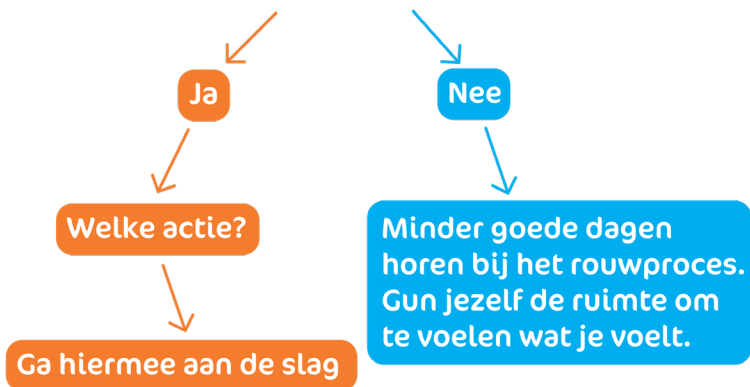 Ja
Nee
Welke actie?
Minder goede dagen
horen bij het rouwproces.
Gun jezelf de ruimte om
te voelen wat je voelt.
Ga hiermee aan de slag